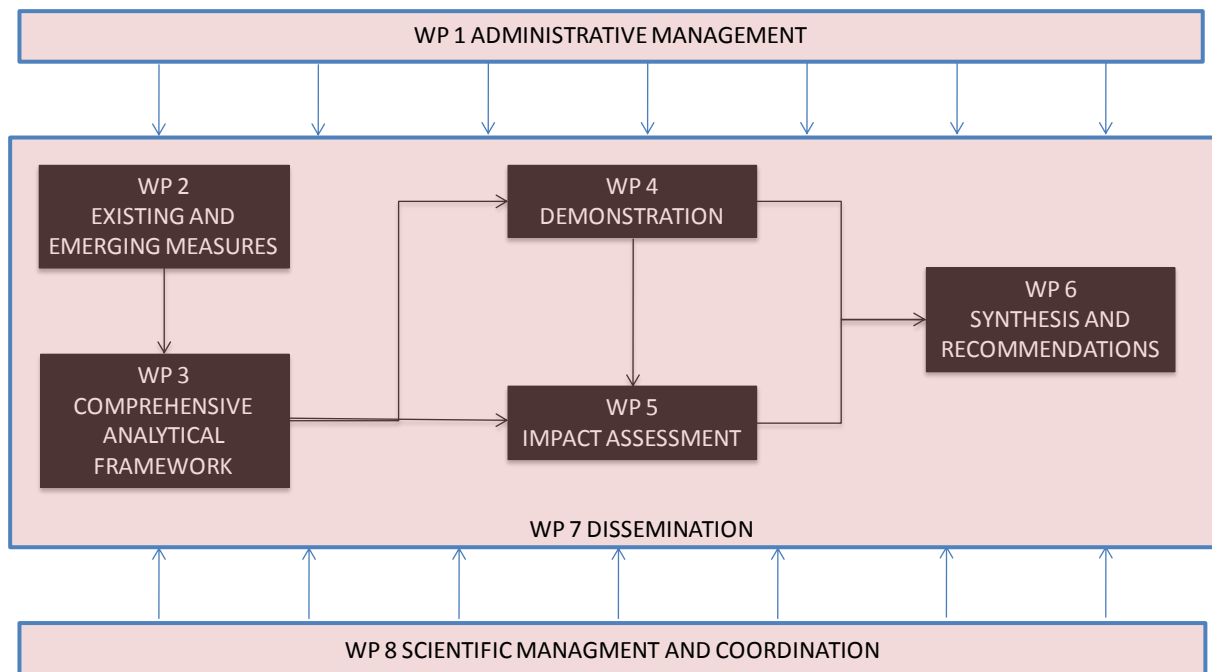 WP 1 ADMINISTRATIVE MANAGEMENT
WP 2
EXISTING AND
EMERGING MEASURES
WP 4
DEMONSTRATION
WP 6
SYNTHESIS AND
RECOMMENDATIONS
WP 3
COMPREHENSIVE
ANALYTICAL
FRAMEWORK
WP 5
IMPACT ASSESSMENT
WP 7 DISSEMINATION
WP 8 SCIENTIFIC MANAGMENT AND COORDINATION